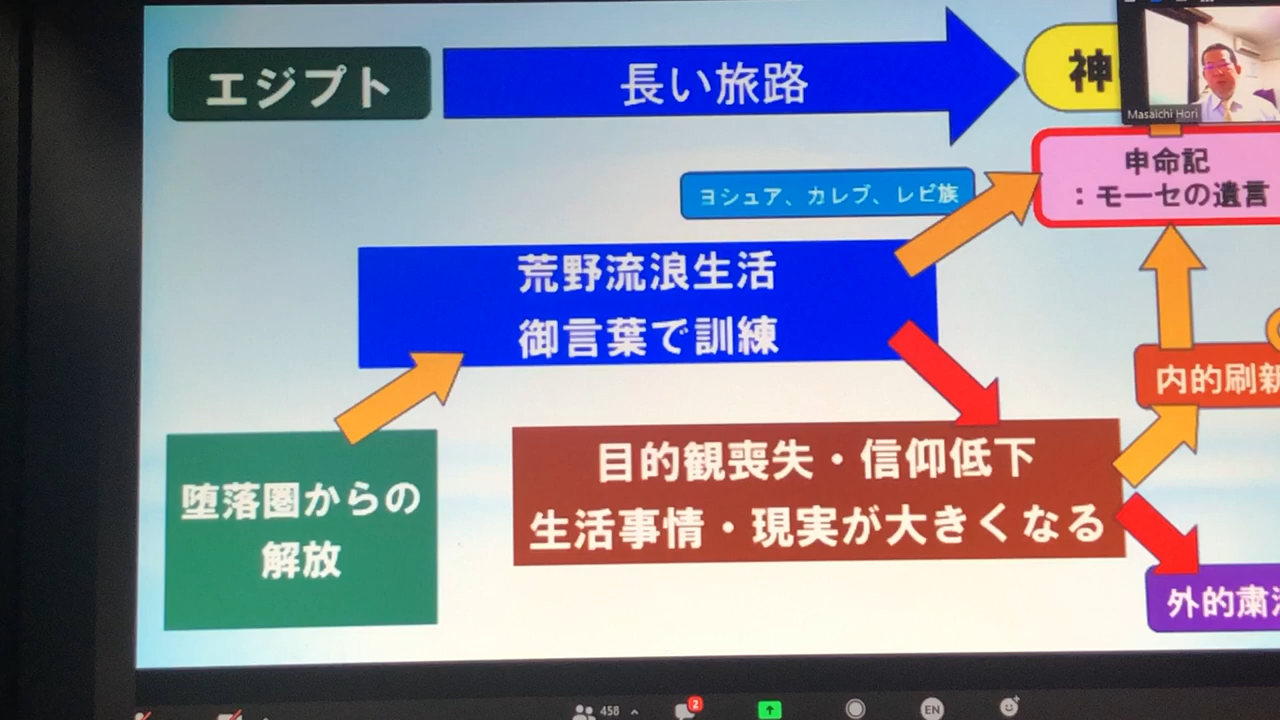 エジプト
長い旅路
神
Masaichi Hori
申命記
：モーセの遺言
ヨシュア、カレブ、レビ族
荒野流浪生活
御言葉で訓練
内的刷新
堕落圏からの
解放
目的観喪失・信仰低下
生活事情・現実が大きくなる
外的粛
458
2
EN